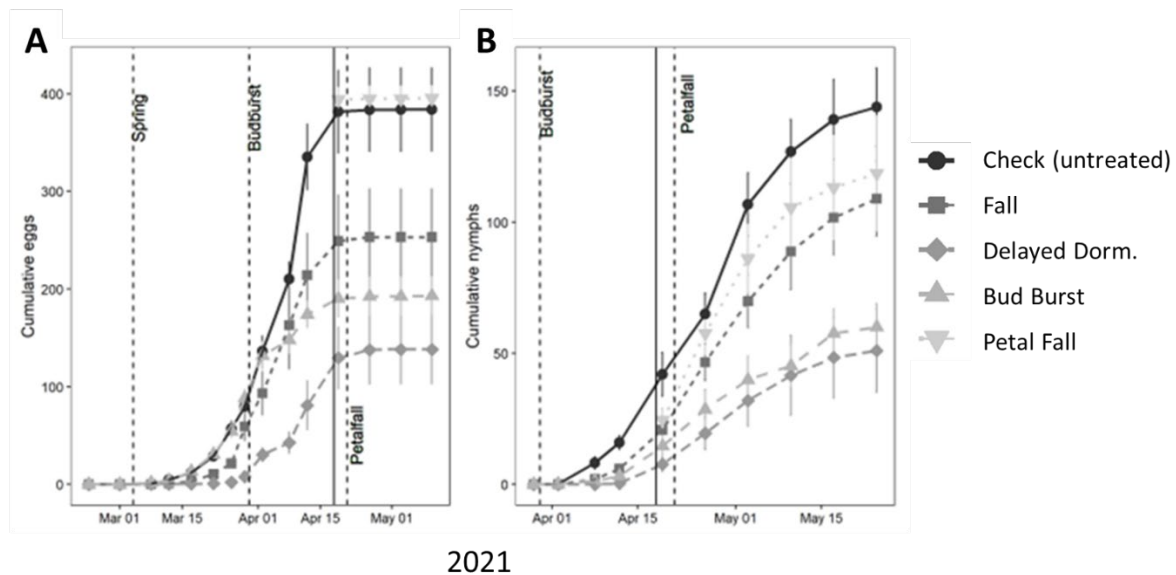 A
B
Cumulative eggs
400
300
200
100
0
Spring
Budburst
Petalfall
Mar 01
Mar 15
Apr 01
Apr 15
May 01
Cumulative nymphs
150
100
50
0
Budburst
Petalfall
Apr 01
Apr 15
May 01
May 15
Check (untreated)
Fall
Delayed Dorm.
Bud Burst
Petal Fall
2021